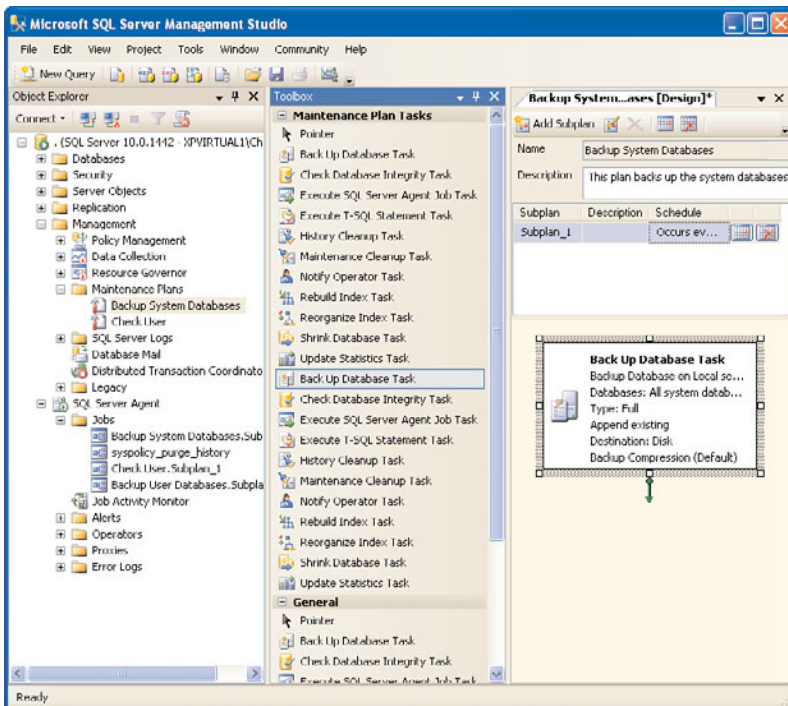 Microsoft SQL Server Management Studio
File Edit View Project Tools Window Community Help
New Query
Object Explorer
Connect
. (SQL Server 10.0.1442 - XPVIRTUAL1\Ch
Databases
Security
Server Objects
Replication
Management
Policy Management
Data Collection
Resource Governor
Maintenance Plans
Backup System Databases
Check User
SQL Server Logs
Database Mail
Distributed Transaction Coordinato
Legacy
SQL Server Agent
Jobs
Backup System Databases.Sub
syspolicy_purge_history
Check User.Subplan_1
Backup User Databases.Subpla
Job Activity Monitor
Alerts
Operators
Proxies
Error Logs
Toolbox
Maintenance Plan Tasks
Pointer
Back Up Database Task
Check Database Integrity Task
Execute SQL Server Agent Job Task
Execute T-SQL Statement Task
History Cleanup Task
Maintenance Cleanup Task
Notify Operator Task
Rebuild Index Task
Reorganize Index Task
Shrink Database Task
Update Statistics Task
Back Up Database Task
Check Database Integrity Task
Execute SQL Server Agent Job Task
Execute T-SQL Statement Task
History Cleanup Task
Maintenance Cleanup Task
Notify Operator Task
Rebuild Index Task
Reorganize Index Task
Shrink Database Task
Update Statistics Task
General
Pointer
Back Up Database Task
Check Database Integrity Task
Execute SQL Server Agent Job Task
Backup System...ases [Design]*
Add Subplan
Name Backup System Databases
Description This plan backs up the system databases
Subplan Description Schedule
Subplan_1 Occurs ev...
Back Up Database Task
Backup Database on Local se...
Databases: All system datab...
Type: Full
Append existing
Destination: Disk
Backup Compression (Default)
Ready